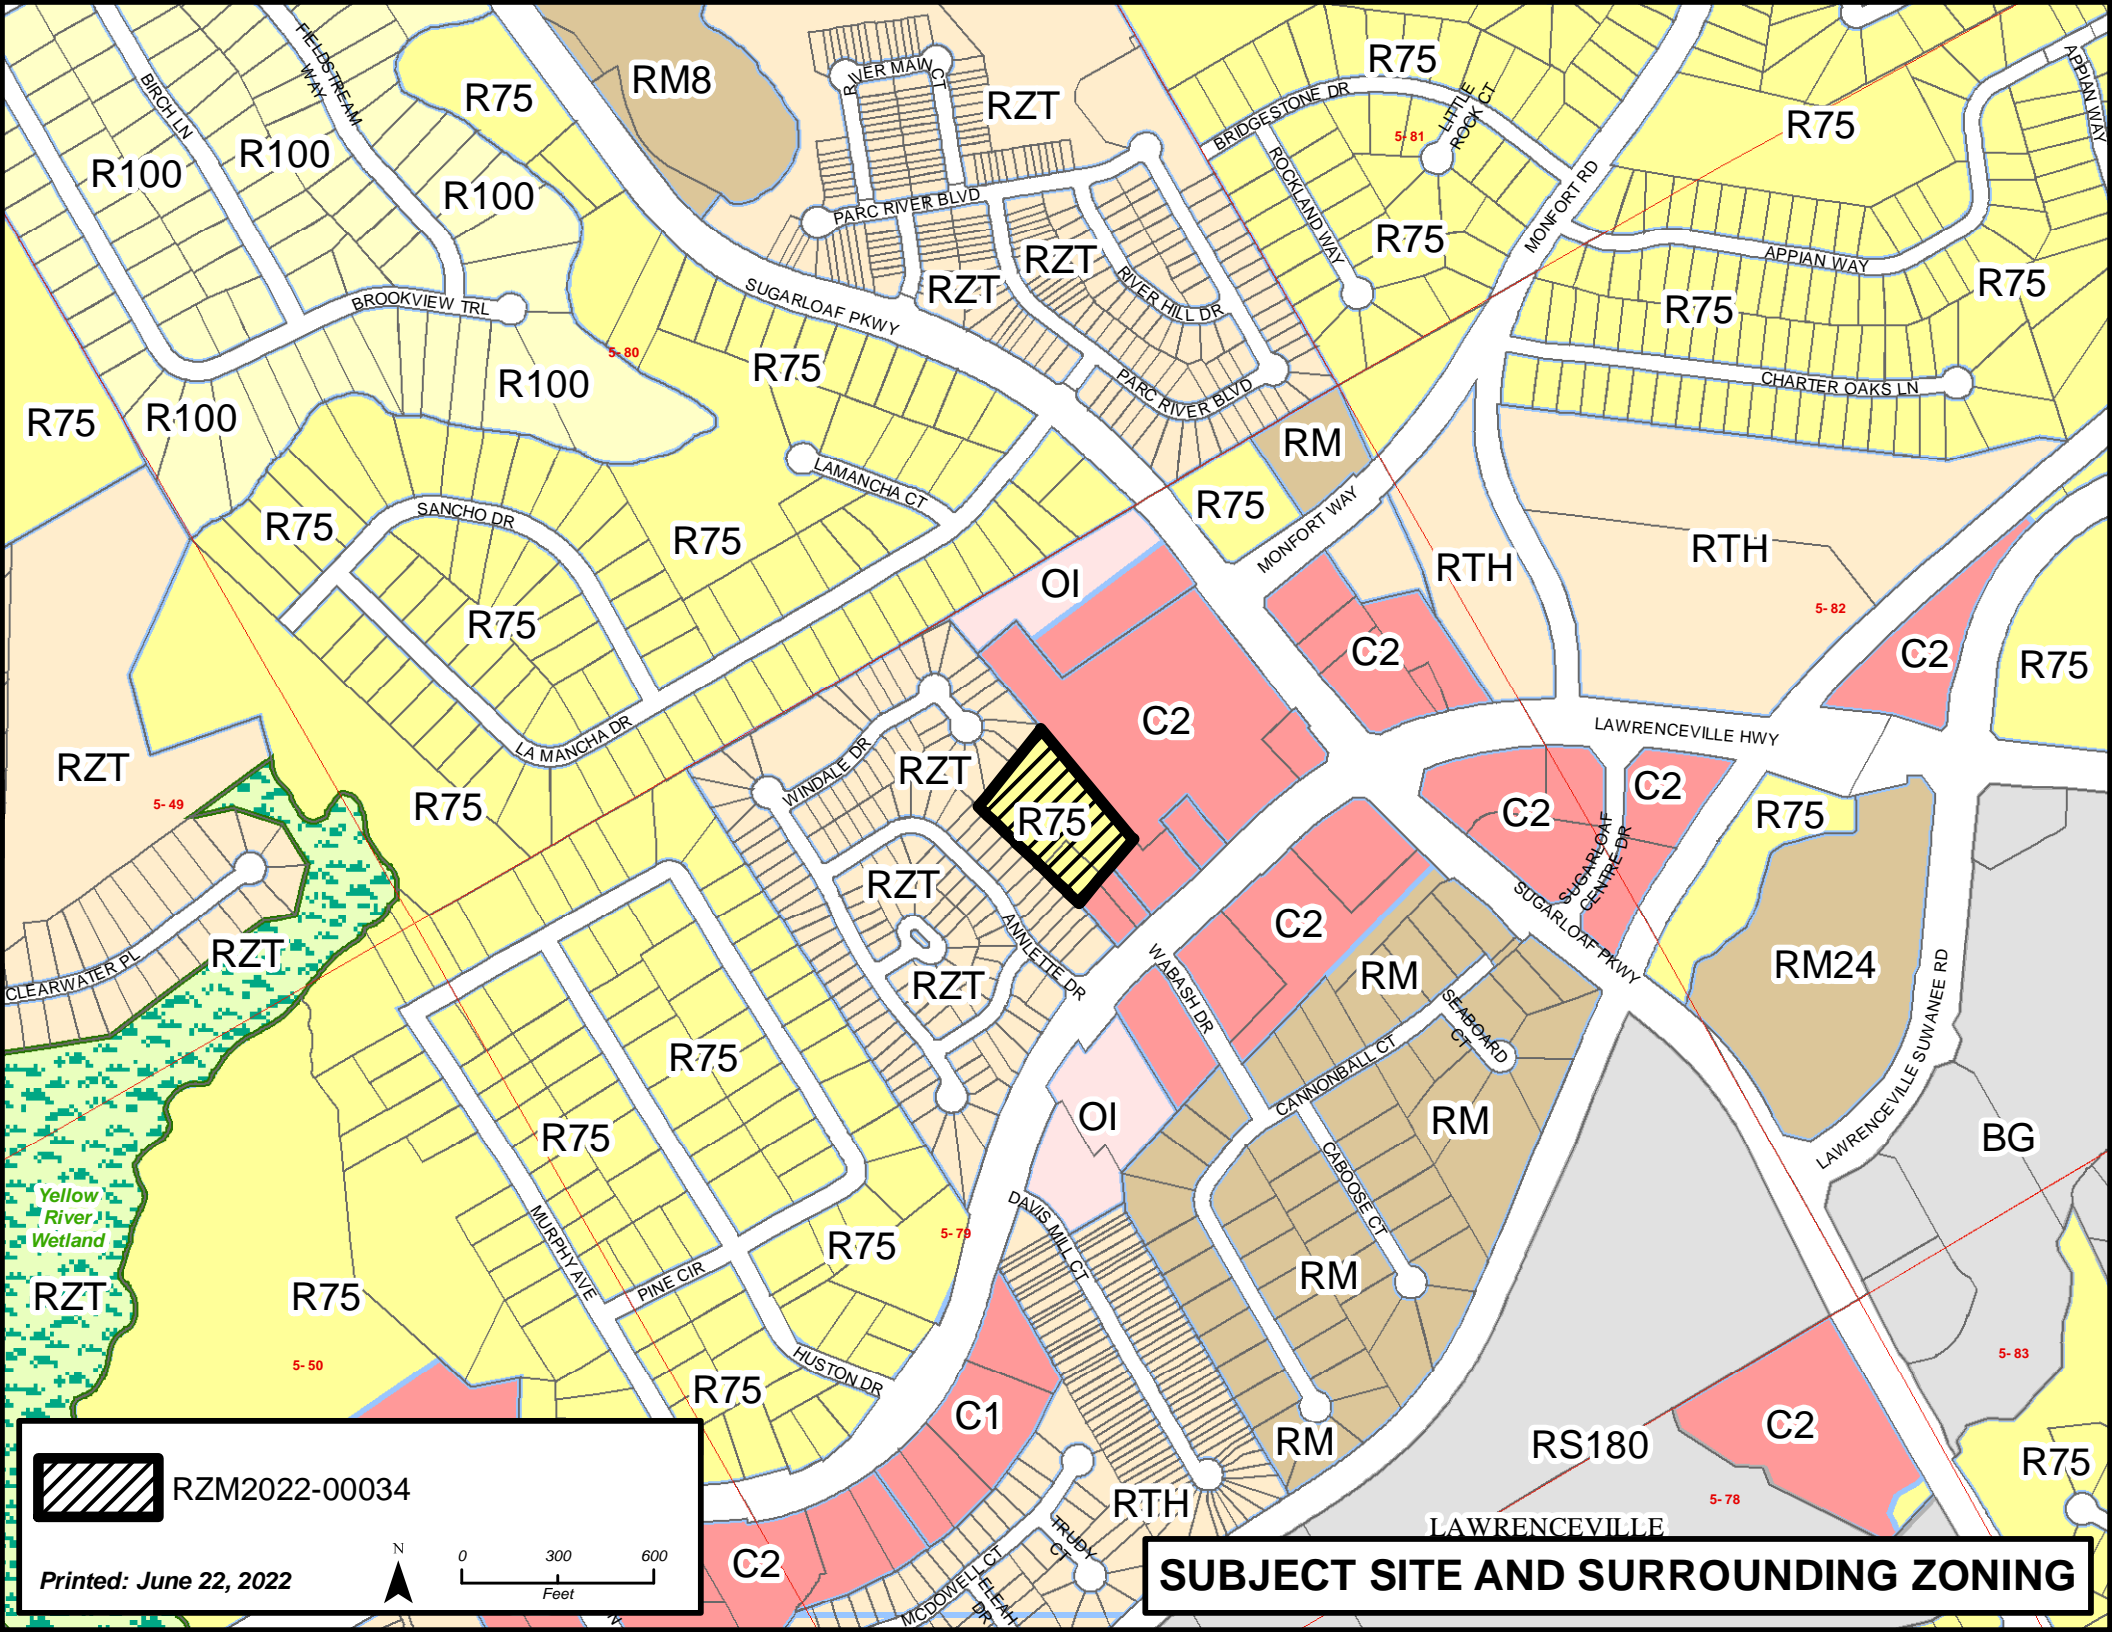 FIELDSTREAM
WAY
BIRCH LN
R75
RM8
RIVER MAIN CT
RZT
R75
BRIDGESTONE DR
LITTLE
ROCK CT
5- 81
R75
APPIAN WAY
R100
R100
R100
ROCKLAND WAY
MONFORT RD
PARC RIVER BLVD
R75
RZT
RZT
RIVER HILL DR
APPIAN WAY
R75
R75
BROOKVIEW TRL
SUGARLOAF PKWY
5- 80
R75
R100
PARC RIVER BLVD
CHARTER OAKS LN
R75
R100
RM
LAMANCHA CT
R75
SANCHO DR
R75
R75
MONFORT WAY
RTH
RTH
OI
5- 82
R75
C2
C2
R75
C2
LAWRENCEVILLE HWY
LA MANCHA DR
RZT
WINDALE DR
RZT
5- 49
R75
R75
C2
C2
R75
SUGARLOAF
CENTRE DR
RZT
SUGARLOAF PKWY
C2
ANNLETTE DR
RZT
RZT
WABASH DR
RM
RM24
CLEARWATER PL
SEABOARD
CT
LAWRENCEVILLE SUWANEE RD
R75
CANNONBALL CT
R75
OI
RM
BG
CABOOSE CT
Yellow
River
Wetland
MURPHY AVE
DAVIS MILL CT
5- 79
R75
PINE CIR
RZT
R75
RM
5- 50
HUSTON DR
5- 83
R75
C1
RM
RS180
C2
R75
RZM2022-00034
RTH
5- 78
LAWRENCEVILLE
TRUDY
CT
C2
MCDOWELL CT
LELEAH
DR
N
0 300 600
Feet
Printed: June 22, 2022
SUBJECT SITE AND SURROUNDING ZONING